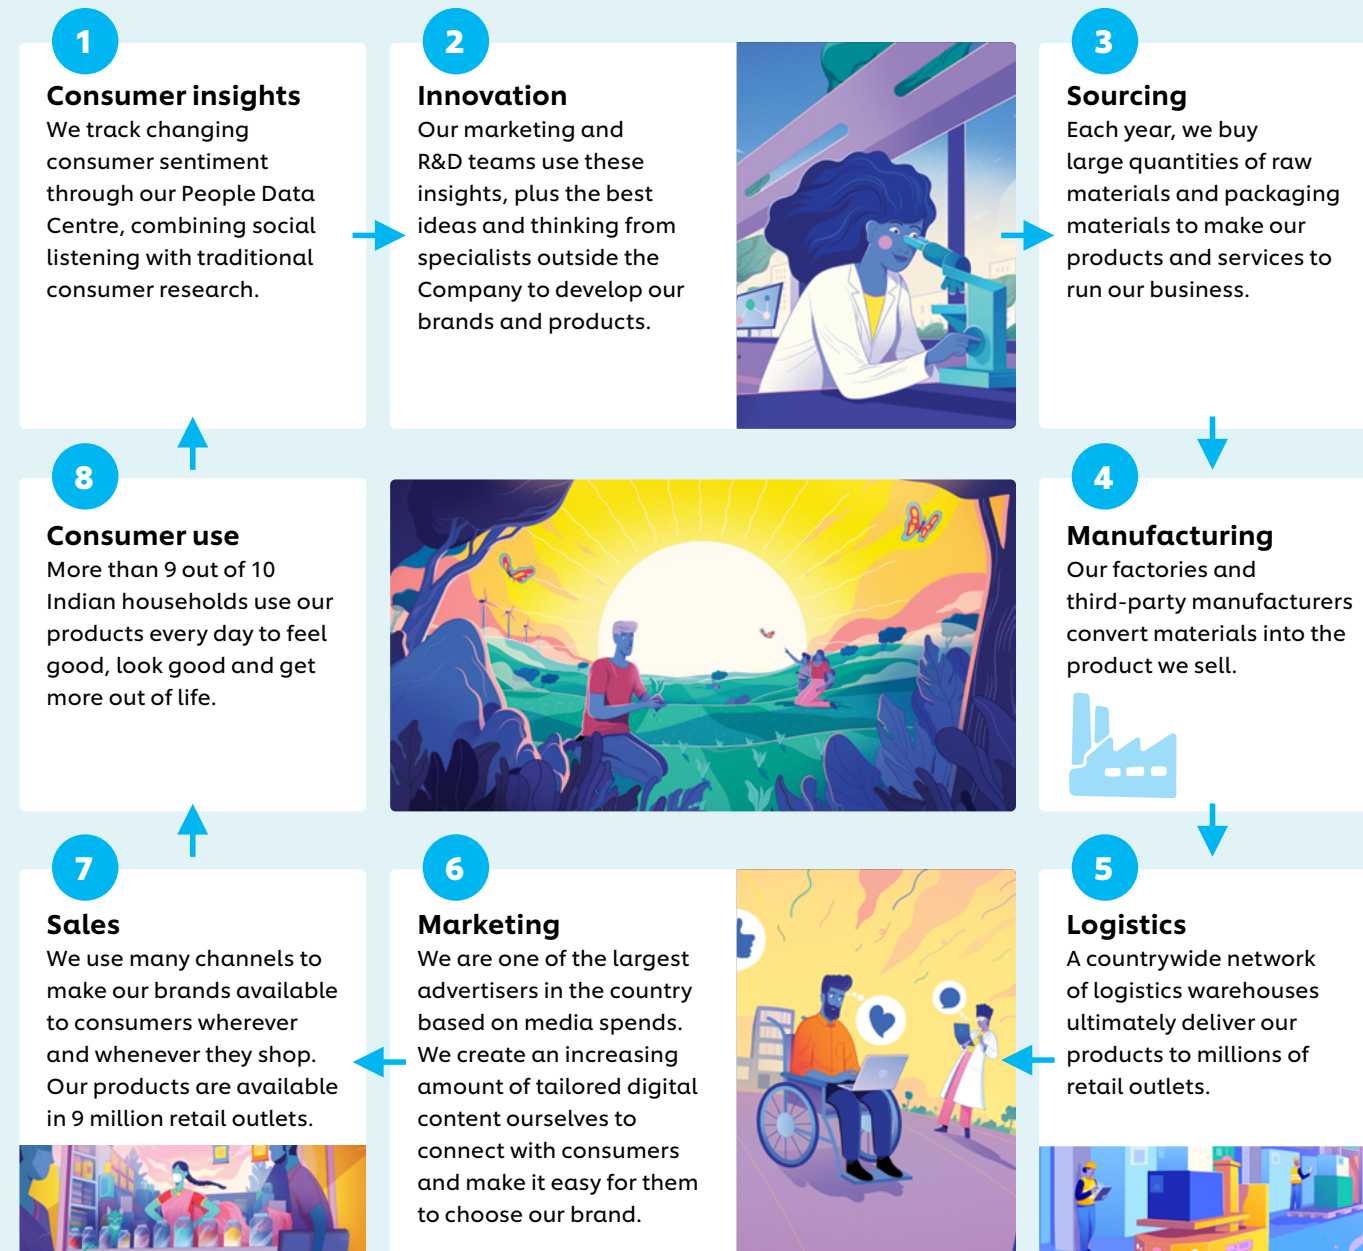 1
Consumer insights
We track changing
consumer sentiment
through our People Data
Centre, combining social
listening with traditional
consumer research.
2
Innovation
Our marketing and
R&D teams use these
insights, plus the best
ideas and thinking from
specialists outside the
Company to develop our
brands and products.
3
Sourcing
Each year, we buy
large quantities of raw
materials and packaging
materials to make our
products and services to
run our business.
4
Manufacturing
Our factories and
third-party manufacturers
convert materials into the
product we sell.
5
Logistics
A countrywide network
of logistics warehouses
ultimately deliver our
products to millions of
retail outlets.
6
Marketing
We are one of the largest
advertisers in the country
based on media spends.
We create an increasing
amount of tailored digital
content ourselves to
connect with consumers
and make it easy for them
to choose our brand.
7
Sales
We use many channels to
make our brands available
to consumers wherever
and whenever they shop.
Our products are available
in 9 million retail outlets.
8
Consumer use
More than 9 out of 10
Indian households use our
products every day to feel
good, look good and get
more out of life.